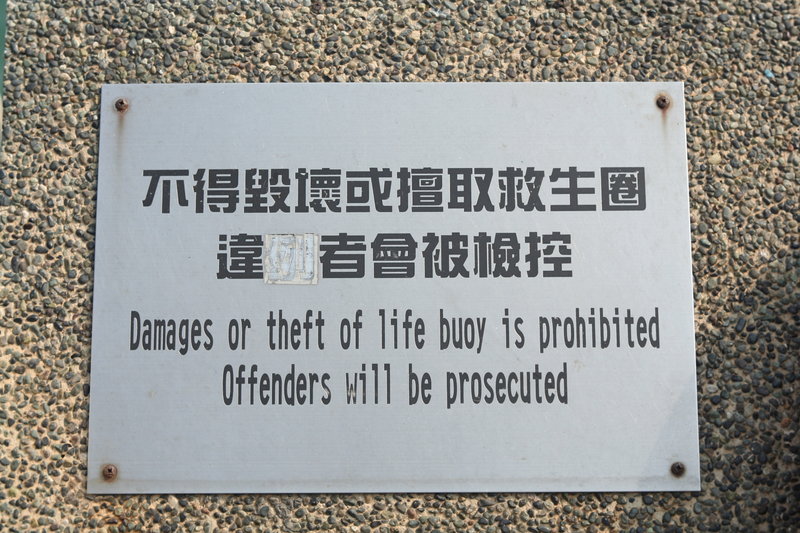 不得毀壞或擅取救生圈
違例者會被檢控
Damages or theft of life buoy is prohibited
Offenders will be prosecuted